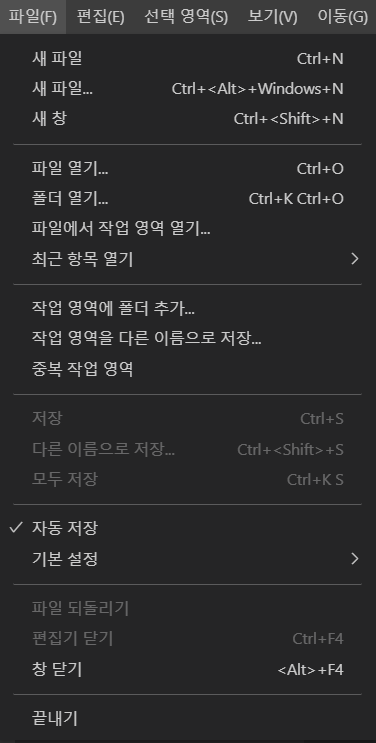 파일(F) 편집(E) 선택 영역(S) 보기(V) 이동(G)
새 파일 Ctrl+N
새 파일... Ctrl+<Alt>+Windows+N
새 창 Ctrl+<Shift>+N
파일 열기... Ctrl+O
폴더 열기... Ctrl+K Ctrl+O
파일에서 작업 영역 열기...
최근 항목 열기
작업 영역에 폴더 추가...
작업 영역을 다른 이름으로 저장...
중복 작업 영역
저장 Ctrl+S
다른 이름으로 저장... Ctrl+<Shift>+S
모두 저장 Ctrl+K S
자동 저장
기본 설정
파일 되돌리기
편집기 닫기 Ctrl+F4
창 닫기 <Alt>+F4
끝내기